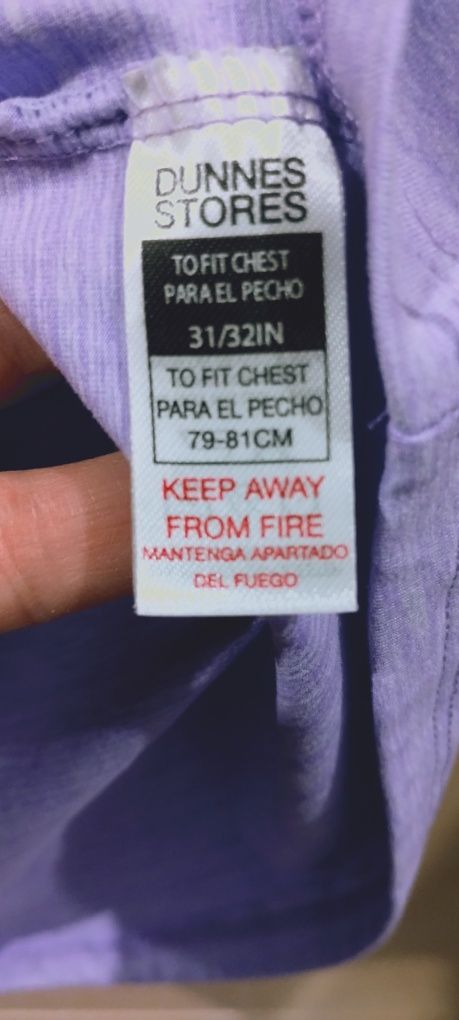 DUNNES
STORES
TO FIT CHEST
PARA EL PECHO
31/32IN
TO FIT CHEST
PARA EL PECHO
79-81CM
KEEP AWAY
FROM FIRE
MANTENGA APARTADO
DEL FUEGO